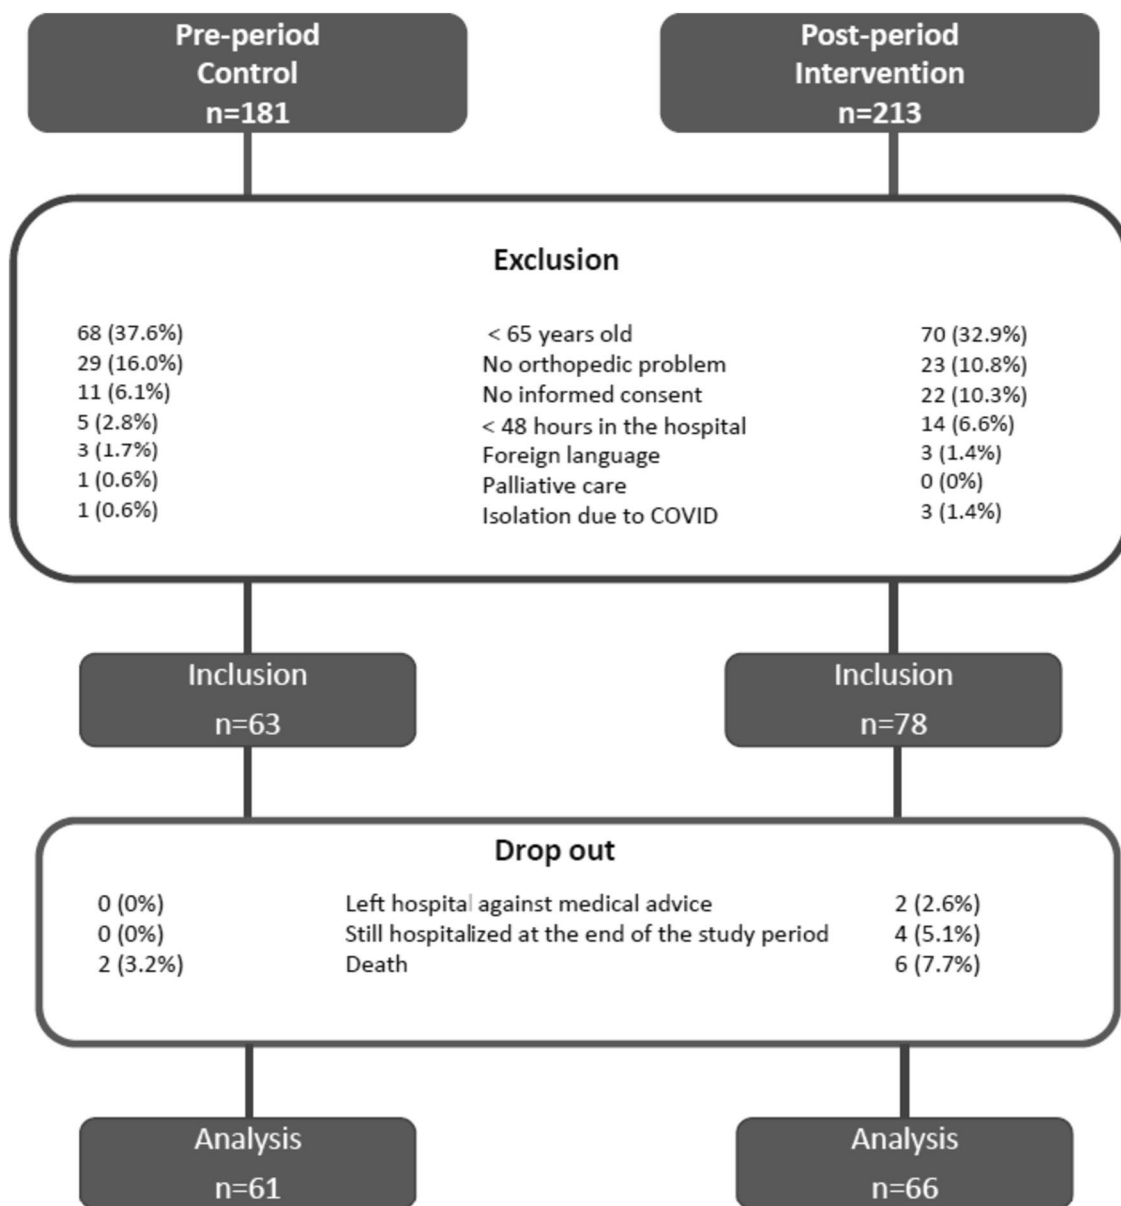 Pre-period
Control
n=181
Post-period
Intervention
n=213
Exclusion
68 (37.6%) < 65 years old 70 (32.9%)
29 (16.0%) No orthopedic problem 23 (10.8%)
11 (6.1%) No informed consent 22 (10.3%)
5 (2.8%) < 48 hours in the hospital 14 (6.6%)
3 (1.7%) Foreign language 3 (1.4%)
1 (0.6%) Palliative care 0 (0%)
1 (0.6%) Isolation due to COVID 3 (1.4%)
Inclusion
n=63
Inclusion
n=78
Drop out
0 (0%) Left hospital against medical advice 2 (2.6%)
0 (0%) Still hospitalized at the end of the study period 4 (5.1%)
2 (3.2%) Death 6 (7.7%)
Analysis
n=61
Analysis
n=66